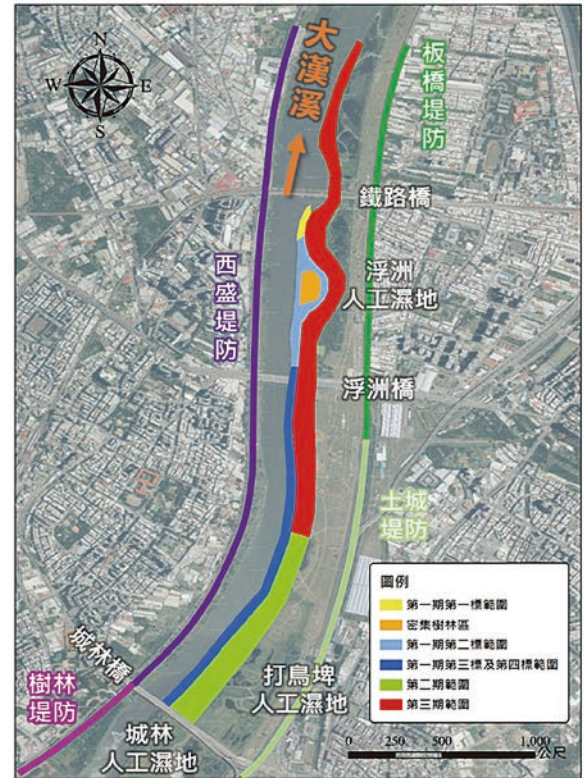 N
W E
S
大漢溪
板橋堤防
鐵路橋
浮洲
人工濕地
西盛堤防
浮洲橋
土城
堤防
城林橋
樹林
堤防
打鳥埤
人工濕地
城林
人工濕地
圖例
第一期第一標範圍
密集樹林區
第一期第二標範圍
第一期第三標及第四標範圍
第二期範圍
第三期範圍
0 250 500 1,000
公尺